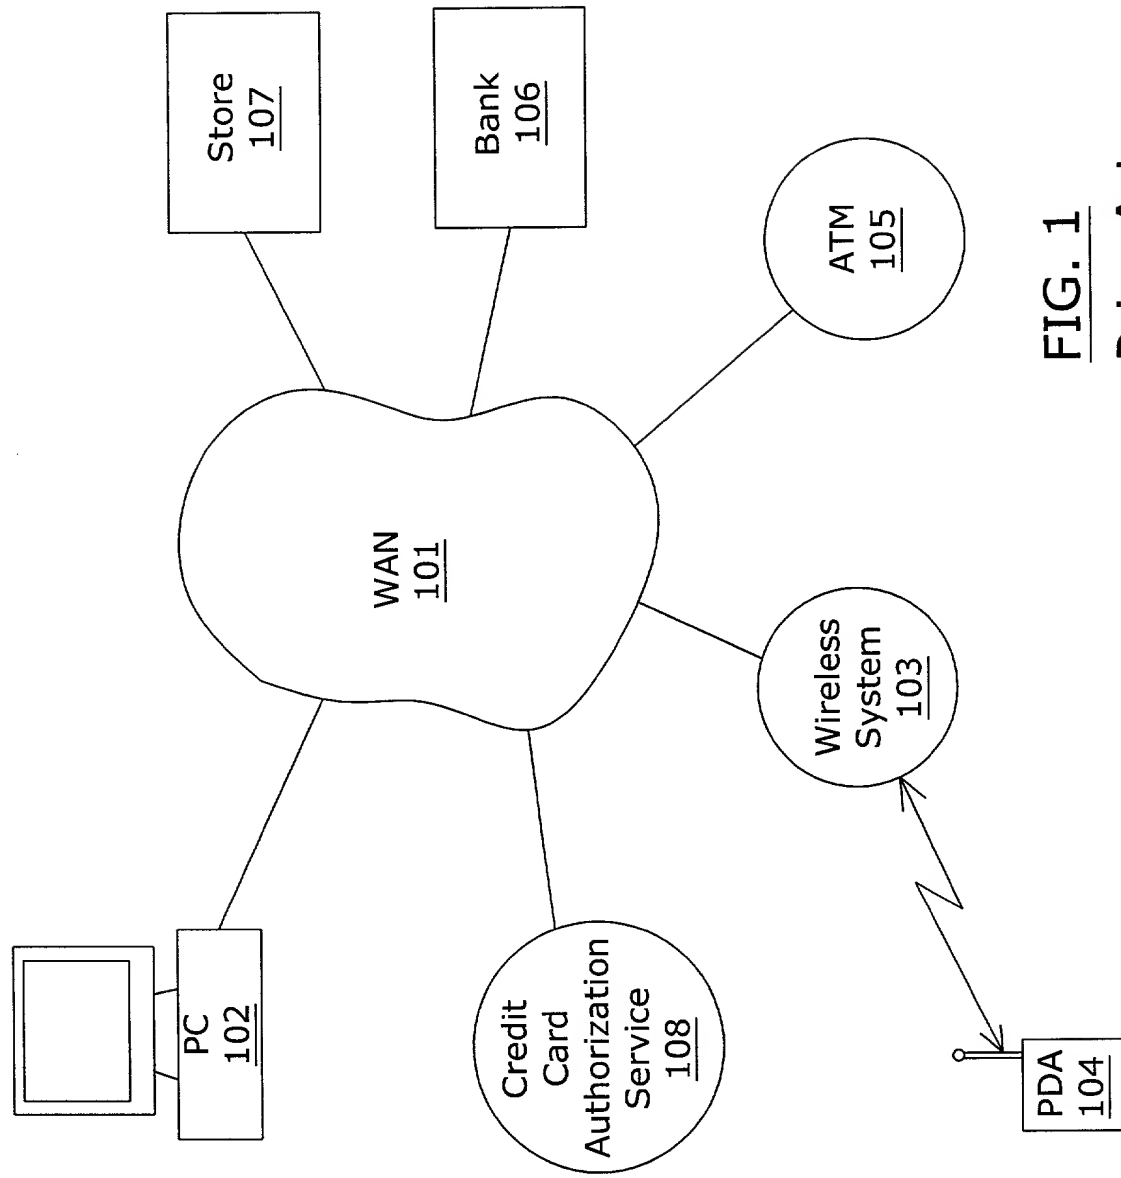 PC
102
Store
107
WAN
101
Credit
Card
Authorization
Service
108
Bank
106
Wireless
System
103
ATM
105
PDA
104
FIG. 1